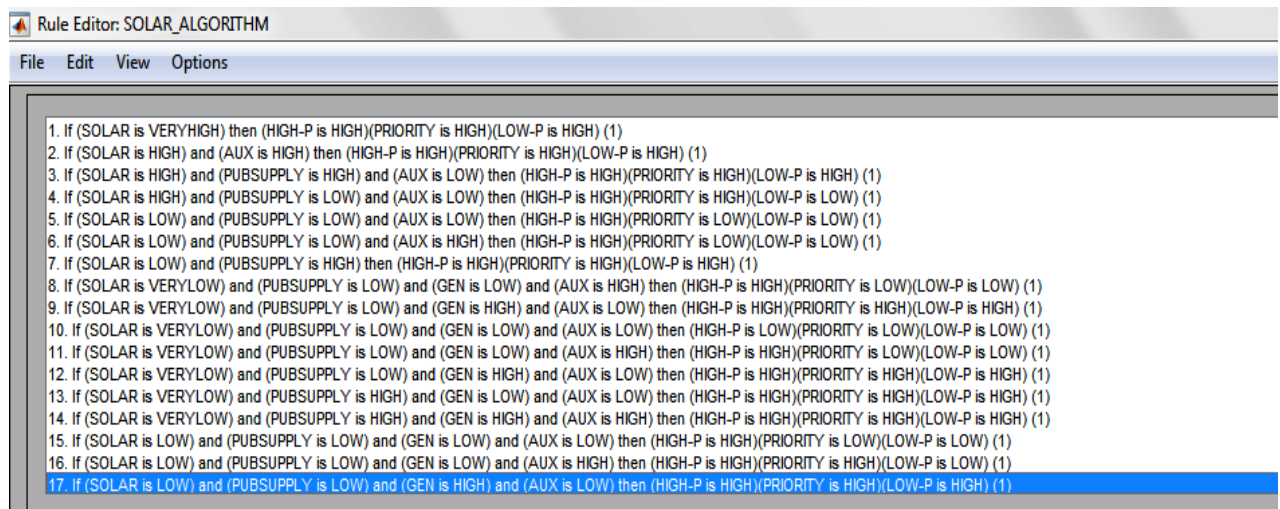 Rule Editor: SOLAR_ALGORITHM
File Edit View Options
1. If (SOLAR is VERYHIGH) then (HIGH-P is HIGH)(PRIORITY is HIGH)(LOW-P is HIGH) (1)
2. If (SOLAR is HIGH) and (AUX is HIGH) then (HIGH-P is HIGH)(PRIORITY is HIGH)(LOW-P is HIGH) (1)
3. If (SOLAR is HIGH) and (PUBSUPPLY is HIGH) and (AUX is LOW) then (HIGH-P is HIGH)(PRIORITY is HIGH)(LOW-P is HIGH) (1)
4. If (SOLAR is HIGH) and (PUBSUPPLY is LOW) and (AUX is LOW) then (HIGH-P is HIGH)(PRIORITY is HIGH)(LOW-P is LOW) (1)
5. If (SOLAR is LOW) and (PUBSUPPLY is LOW) and (AUX is LOW) then (HIGH-P is HIGH)(PRIORITY is LOW)(LOW-P is LOW) (1)
6. If (SOLAR is LOW) and (PUBSUPPLY is LOW) and (AUX is HIGH) then (HIGH-P is HIGH)(PRIORITY is LOW)(LOW-P is LOW) (1)
7. If (SOLAR is LOW) and (PUBSUPPLY is HIGH) then (HIGH-P is HIGH)(PRIORITY is HIGH)(LOW-P is HIGH) (1)
8. If (SOLAR is VERYLOW) and (PUBSUPPLY is LOW) and (GEN is LOW) and (AUX is HIGH) then (HIGH-P is HIGH)(PRIORITY is LOW)(LOW-P is LOW) (1)
9. If (SOLAR is VERYLOW) and (PUBSUPPLY is LOW) and (GEN is HIGH) and (AUX is LOW) then (HIGH-P is HIGH)(PRIORITY is HIGH)(LOW-P is HIGH) (1)
10. If (SOLAR is VERYLOW) and (PUBSUPPLY is LOW) and (GEN is LOW) and (AUX is LOW) then (HIGH-P is LOW)(PRIORITY is LOW)(LOW-P is LOW) (1)
11. If (SOLAR is VERYLOW) and (PUBSUPPLY is LOW) and (GEN is LOW) and (AUX is HIGH) then (HIGH-P is HIGH)(PRIORITY is LOW)(LOW-P is LOW) (1)
12. If (SOLAR is VERYLOW) and (PUBSUPPLY is LOW) and (GEN is HIGH) and (AUX is LOW) then (HIGH-P is HIGH)(PRIORITY is HIGH)(LOW-P is HIGH) (1)
13. If (SOLAR is VERYLOW) and (PUBSUPPLY is HIGH) and (GEN is HIGH) and (AUX is LOW) then (HIGH-P is HIGH)(PRIORITY is HIGH)(LOW-P is HIGH) (1)
14. If (SOLAR is VERYLOW) and (PUBSUPPLY is HIGH) and (GEN is HIGH) and (AUX is HIGH) then (HIGH-P is HIGH)(PRIORITY is HIGH)(LOW-P is HIGH) (1)
15. If (SOLAR is LOW) and (PUBSUPPLY is LOW) and (GEN is LOW) and (AUX is LOW) then (HIGH-P is HIGH)(PRIORITY is LOW)(LOW-P is LOW) (1)
16. If (SOLAR is LOW) and (PUBSUPPLY is LOW) and (GEN is LOW) and (AUX is HIGH) then (HIGH-P is HIGH)(PRIORITY is HIGH)(LOW-P is LOW) (1)
17. If (SOLAR is LOW) and (PUBSUPPLY is LOW) and (GEN is HIGH) and (AUX is LOW) then (HIGH-P is HIGH)(PRIORITY is HIGH)(LOW-P is HIGH) (1)